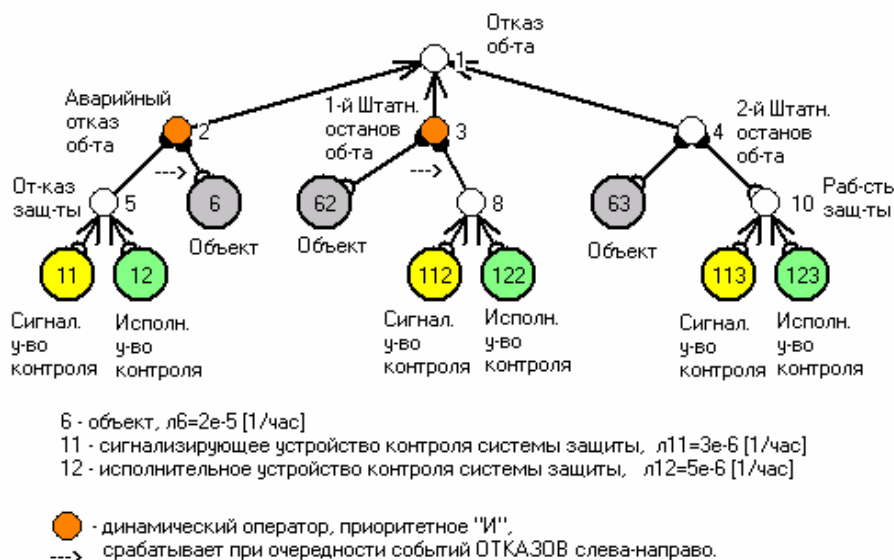 Отказ
об-та
1
Аварийный
отказ
об-та
2
1-й Штатн.
останов
об-та
3
2-й Штатн.
останов
об-та
4
--->
--->
От-каз
защ-ты
5
6
62
8
63
10
Раб-сть
защ-ты
Объект
Объект
Объект
11
12
112
122
113
123
Сигнал.
у-во
контроля
Исполн.
у-во
контроля
Сигнал.
у-во
контроля
Исполн.
у-во
контроля
Сигнал.
у-во
контроля
Исполн.
у-во
контроля
6 - объект, л6=2e-5 [1/час]
11 - сигнализирующее устройство контроля системы защиты, л11=3e-6 [1/час]
12 - исполнительное устройство контроля системы защиты, л12=5e-6 [1/час]
- динамический оператор, приоритетное "И",
---> срабатывает при очередности событий ОТКАЗОВ слева-направо.